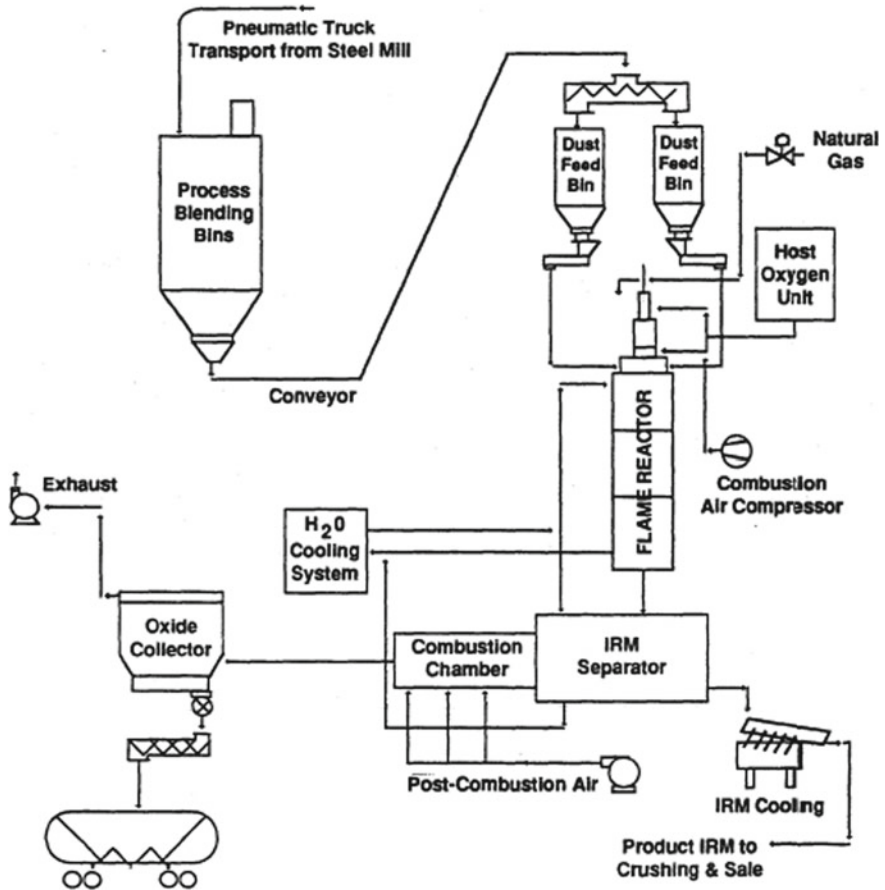 Pneumatic Truck
Transport from Steel Mill
Process
Blending
Bins
Dust
Feed
Bin
Dust
Feed
Bin
Natural
Gas
Host
Oxygen
Unit
Conveyor
FLAME REACTOR
Combustion
Air Compressor
Exhaust
H2O
Cooling
System
Oxide
Collector
Combustion
Chamber
IRM
Separator
Post-Combustion Air
IRM Cooling
Product IRM to
Crushing & Sale